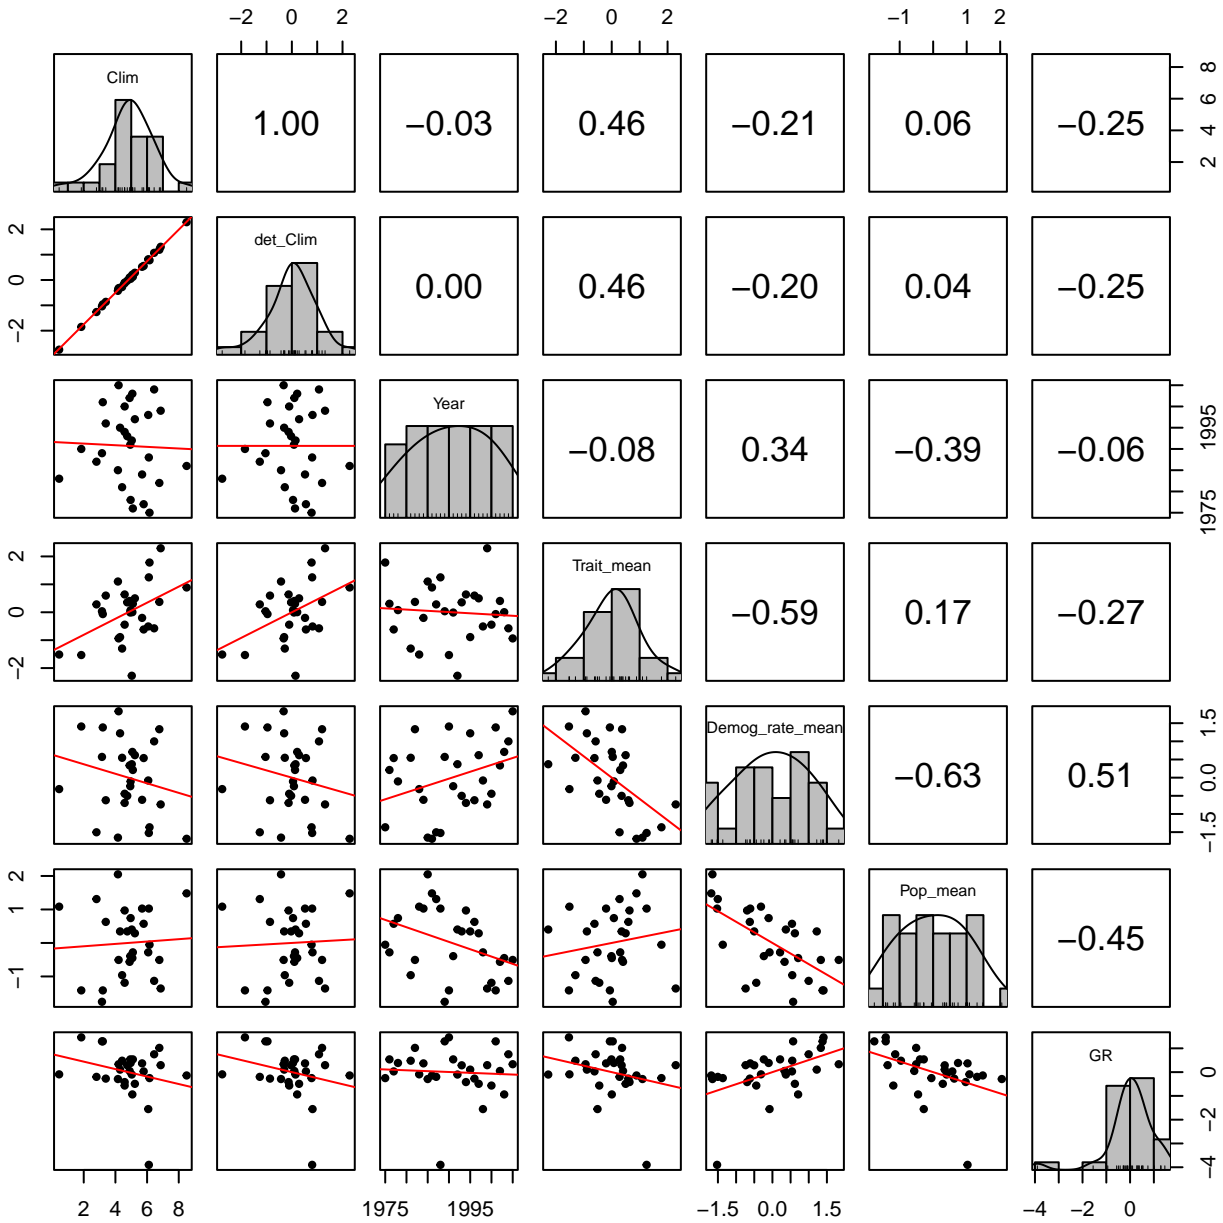 −2 0 2 −2 0 2 −1 1 2
Clim 1.00 −0.03 0.46 −0.21 0.06 −0.25 2 4 6 8
−2 0 2 det_Clim 0.00 0.46 −0.20 0.04 −0.25
Year −0.08 0.34 −0.39 −0.06 1975 1995
−2 0 2 Trait_mean −0.59 0.17 −0.27
Demog_rate_mean −0.63 0.51 −1.5 0.0 1.5
−1 1 2 Pop_mean −0.45
GR −4 −2 0
2 4 6 8 1975 1995 −1.5 0.0 1.5 −4 −2 0